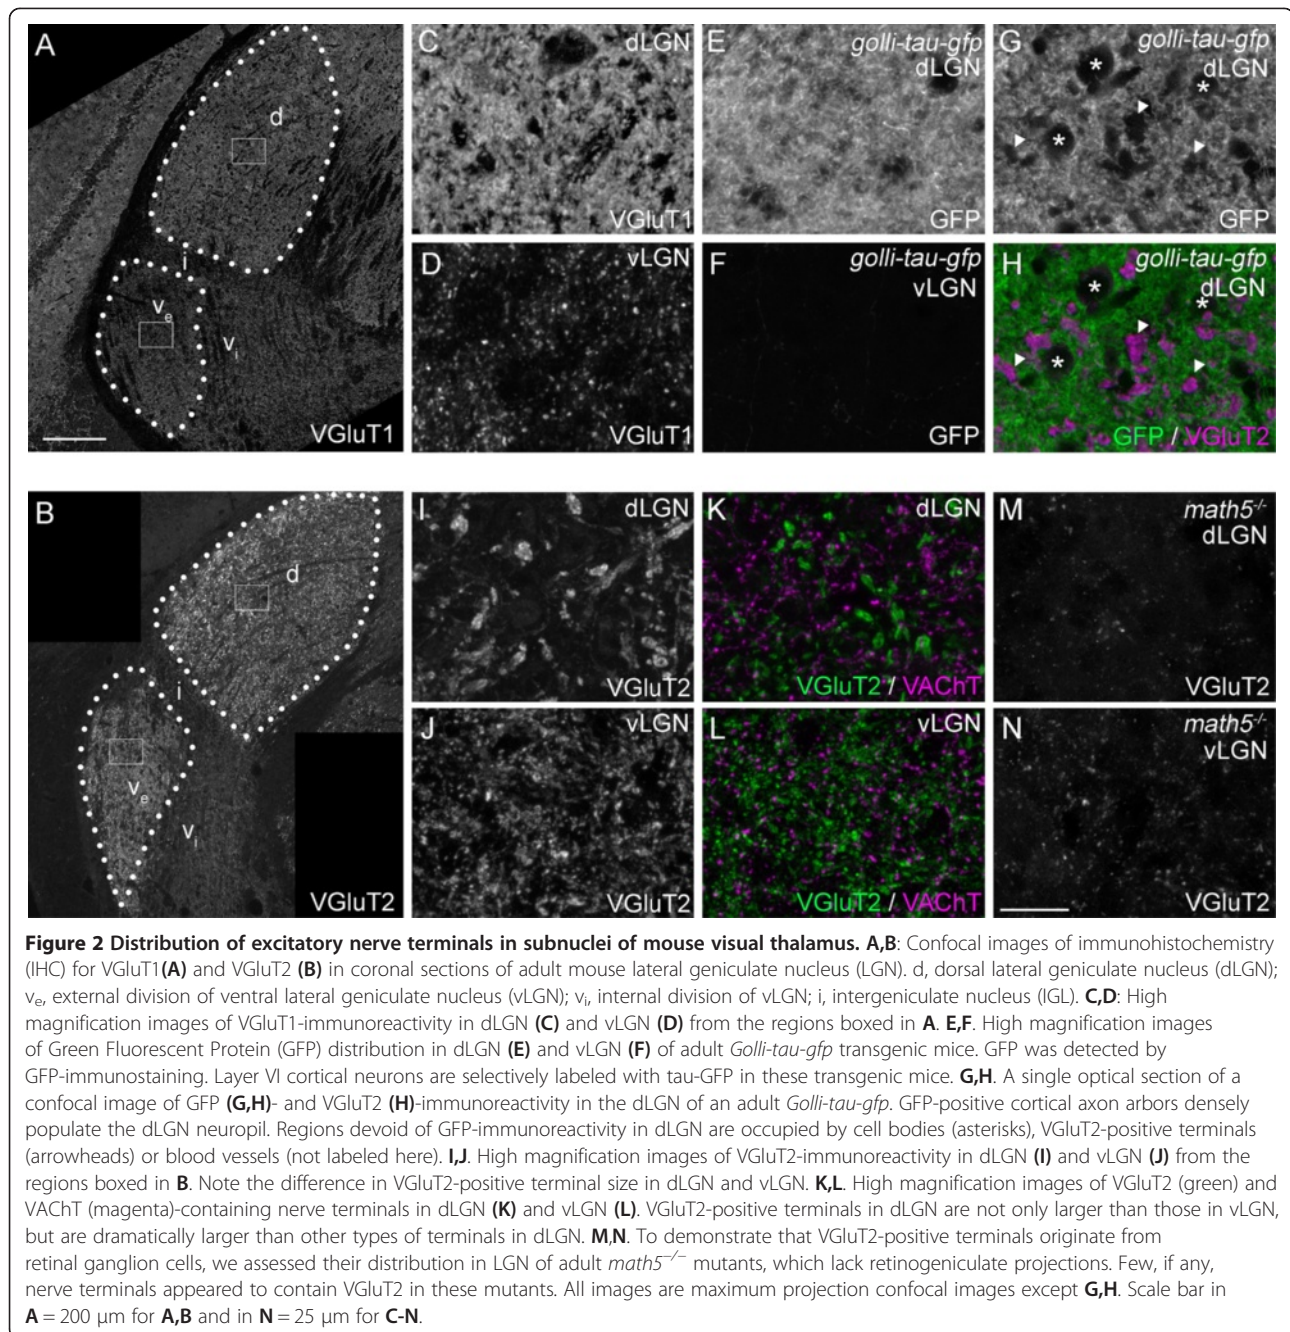 A
d
i
v_e
v_i
VGluT1
C
dLGN
VGluT1
E
golli-tau-gfp
dLGN
GFP
G
golli-tau-gfp
dLGN
*
*
*
GFP
D
vLGN
VGluT1
F
golli-tau-gfp
vLGN
GFP
H
golli-tau-gfp
dLGN
*
*
*
GFP / VGluT2
B
d
i
v_e
v_i
VGluT2
I
dLGN
VGluT2
K
dLGN
VGluT2 / VAChT
M
math5-/-
dLGN
VGluT2
J
vLGN
VGluT2
L
vLGN
VGluT2 / VAChT
N
math5-/-
vLGN
VGluT2
Figure 2 Distribution of excitatory nerve terminals in subnuclei of mouse visual thalamus. A,B: Confocal images of immunohistochemistry
(IHC) for VGluT1(A) and VGluT2 (B) in coronal sections of adult mouse lateral geniculate nucleus (LGN). d, dorsal lateral geniculate nucleus (dLGN);
ve, external division of ventral lateral geniculate nucleus (vLGN); vi, internal division of vLGN; i, intergeniculate nucleus (IGL). C,D: High
magnification images of VGluT1-immunoreactivity in dLGN (C) and vLGN (D) from the regions boxed in A. E,F. High magnification images
of Green Fluorescent Protein (GFP) distribution in dLGN (E) and vLGN (F) of adult Golli-tau-gfp transgenic mice. GFP was detected by
GFP-immunostaining. Layer VI cortical neurons are selectively labeled with tau-GFP in these transgenic mice. G,H. A single optical section of a
confocal image of GFP (G,H)- and VGluT2 (H)-immunoreactivity in the dLGN of an adult Golli-tau-gfp. GFP-positive cortical axon arbors densely
populate the dLGN neuropil. Regions devoid of GFP-immunoreactivity in dLGN are occupied by cell bodies (asterisks), VGluT2-positive terminals
(arrowheads) or blood vessels (not labeled here). I,J. High magnification images of VGluT2-immunoreactivity in dLGN (I) and vLGN (J) from the
regions boxed in B. Note the difference in VGluT2-positive terminal size in dLGN and vLGN. K,L. High magnification images of VGluT2 (green) and
VAChT (magenta)-containing nerve terminals in dLGN (K) and vLGN (L). VGluT2-positive terminals in dLGN are not only larger than those in vLGN,
but are dramatically larger than other types of terminals in dLGN. M,N. To demonstrate that VGluT2-positive terminals originate from
retinal ganglion cells, we assessed their distribution in LGN of adult math5−/− mutants, which lack retinogeniculate projections. Few, if any,
nerve terminals appeared to contain VGluT2 in these mutants. All images are maximum projection confocal images except G,H. Scale bar in
A = 200 μm for A,B and in N = 25 μm for C-N.